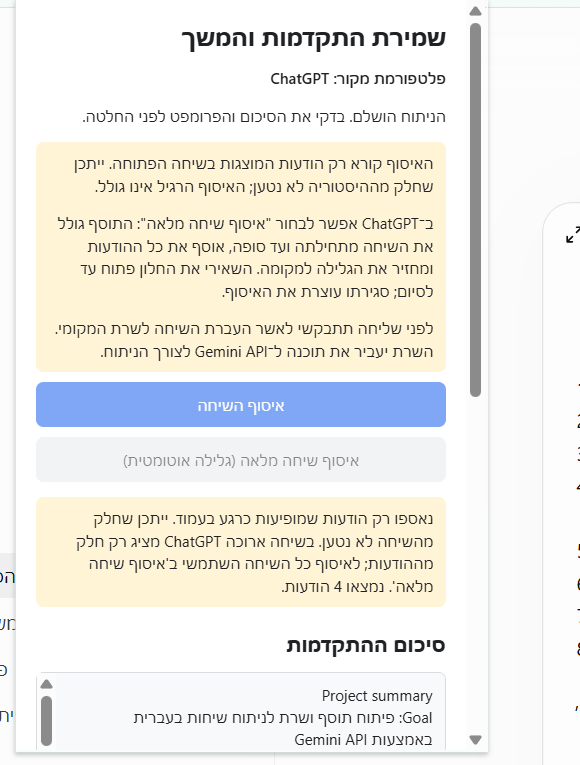 שמירת התקדמות והמשך
פלטפורמת מקור: ChatGPT
הניתוח הושלם. בדקי את הסיכום והפרומפט לפני החלטה.
האיסוף קורא רק הודעות המוצגות בשיחה הפתוחה. ייתכן
שחלק מההיסטוריה לא נטען; האיסוף הרגיל אינו גולל.
ב־ChatGPT אפשר לבחור "איסוף שיחה מלאה": התוסף גולל
את השיחה מתחילתה ועד סופה, אוסף את כל ההודעות
ומחזיר את הגלילה למקומה. השאירי את החלון פתוח עד
לסיום; סגירתו עוצרת את האיסוף.
לפני שליחה תתבקשי לאשר העברת השיחה לשרת המקומי.
השרת יעביר את תוכנה ל־Gemini API לצורך הניתוח.
איסוף השיחה
איסוף שיחה מלאה (גלילה אוטומטית)
נאספו רק הודעות שמופיעות כרגע בעמוד. ייתכן שחלק
מהשיחה לא נטען. בשיחה ארוכה ChatGPT מציג רק חלק
מההודעות; לאיסוף כל השיחה השתמשי ב'איסוף שיחה
מלאה'. נמצאו 4 הודעות.
סיכום ההתקדמות
Project summary
Goal: פיתוח תוסף ושרת לניתוח שיחות בעברית
באמצעות Gemini API